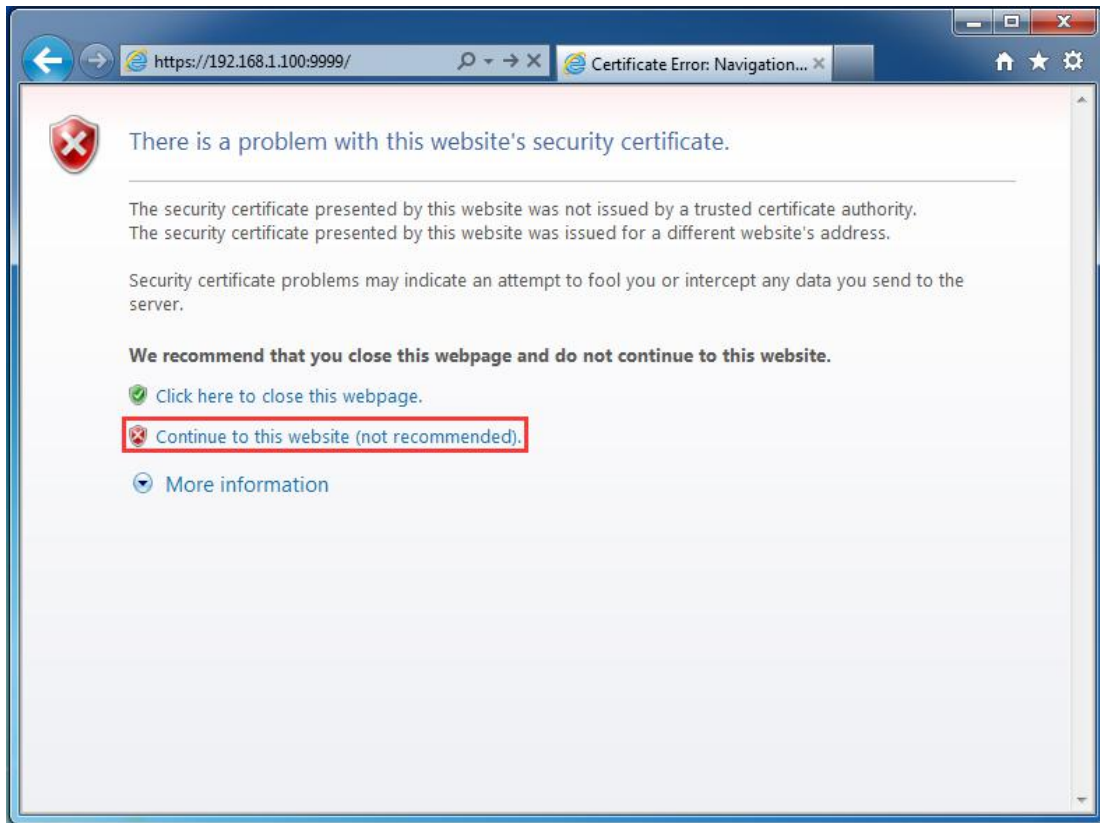 https://192.168.1.100:9999/
Certificate Error: Navigation...
There is a problem with this website's security certificate.
The security certificate presented by this website was not issued by a trusted certificate authority.
The security certificate presented by this website was issued for a different website's address.
Security certificate problems may indicate an attempt to fool you or intercept any data you send to the
server.
We recommend that you close this webpage and do not continue to this website.
Click here to close this webpage.
Continue to this website (not recommended).
More information